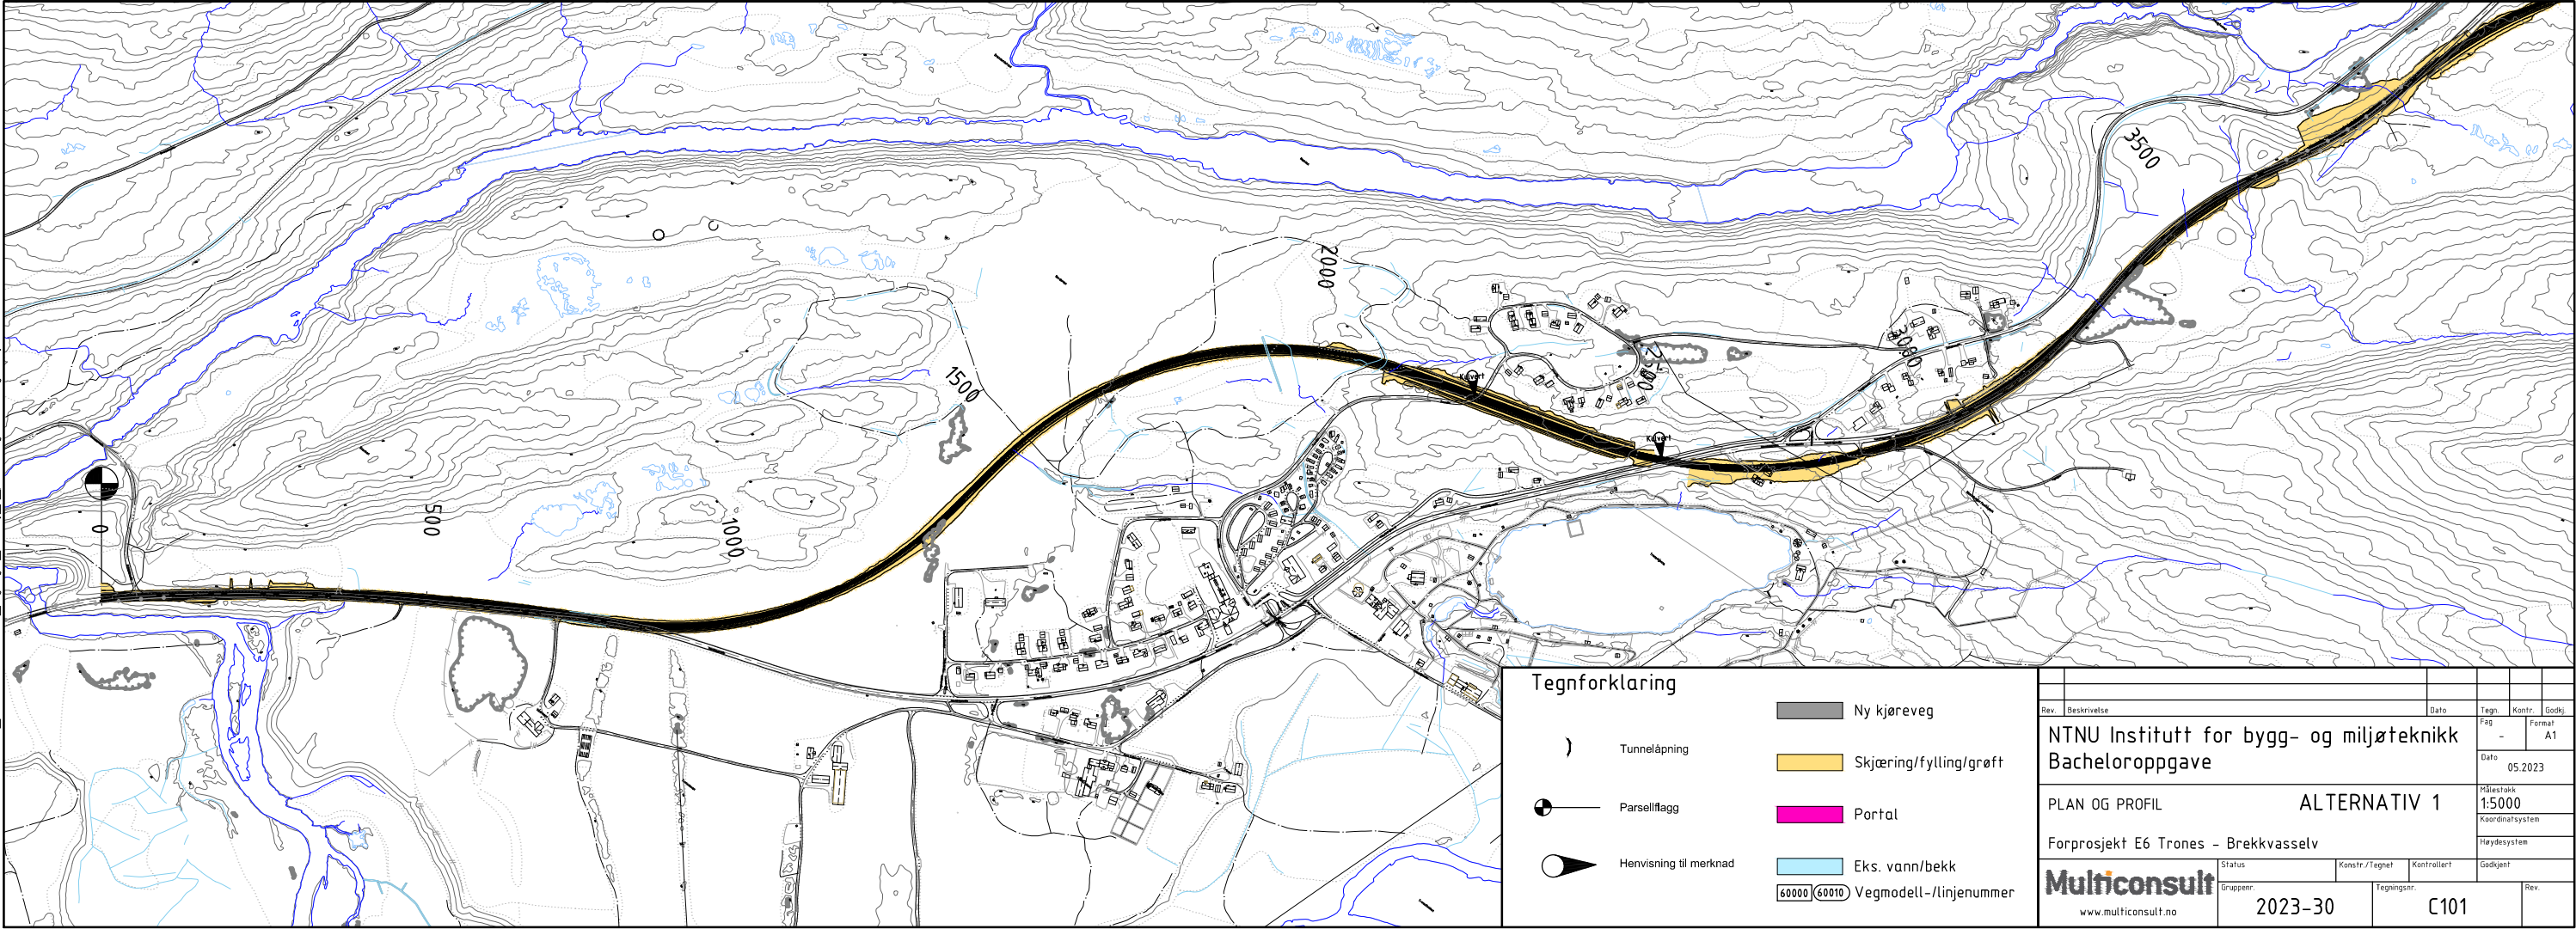 0
500
1000
1500
2000
2500
3000
3500
Kulvert
Kulvert
Tegnforklaring
Tunnelåpning
Parsellflagg
Henvisning til merknad
Ny kjøreveg
Skjæring/fylling/grøft
Portal
Eks. vann/bekk
60000 60010 Vegmodell-/linjenummer
Rev. Beskrivelse Dato Tegn. Kontr. Godkj.
NTNU Institutt for bygg- og miljøteknikk
Bacheloroppgave
Fag
-
Format
A1
Dato
05.2023
PLAN OG PROFIL ALTERNATIV 1
Målestokk
1:5000
Koordinatsystem
Forprosjekt E6 Trones - Brekkvasselv
Høydesystem
Multiconsult
www.multiconsult.no
Status Konstr./Tegnet Kontrollert Godkjent
Gruppenr.
2023-30
Tegningsnr.
C101
Rev.